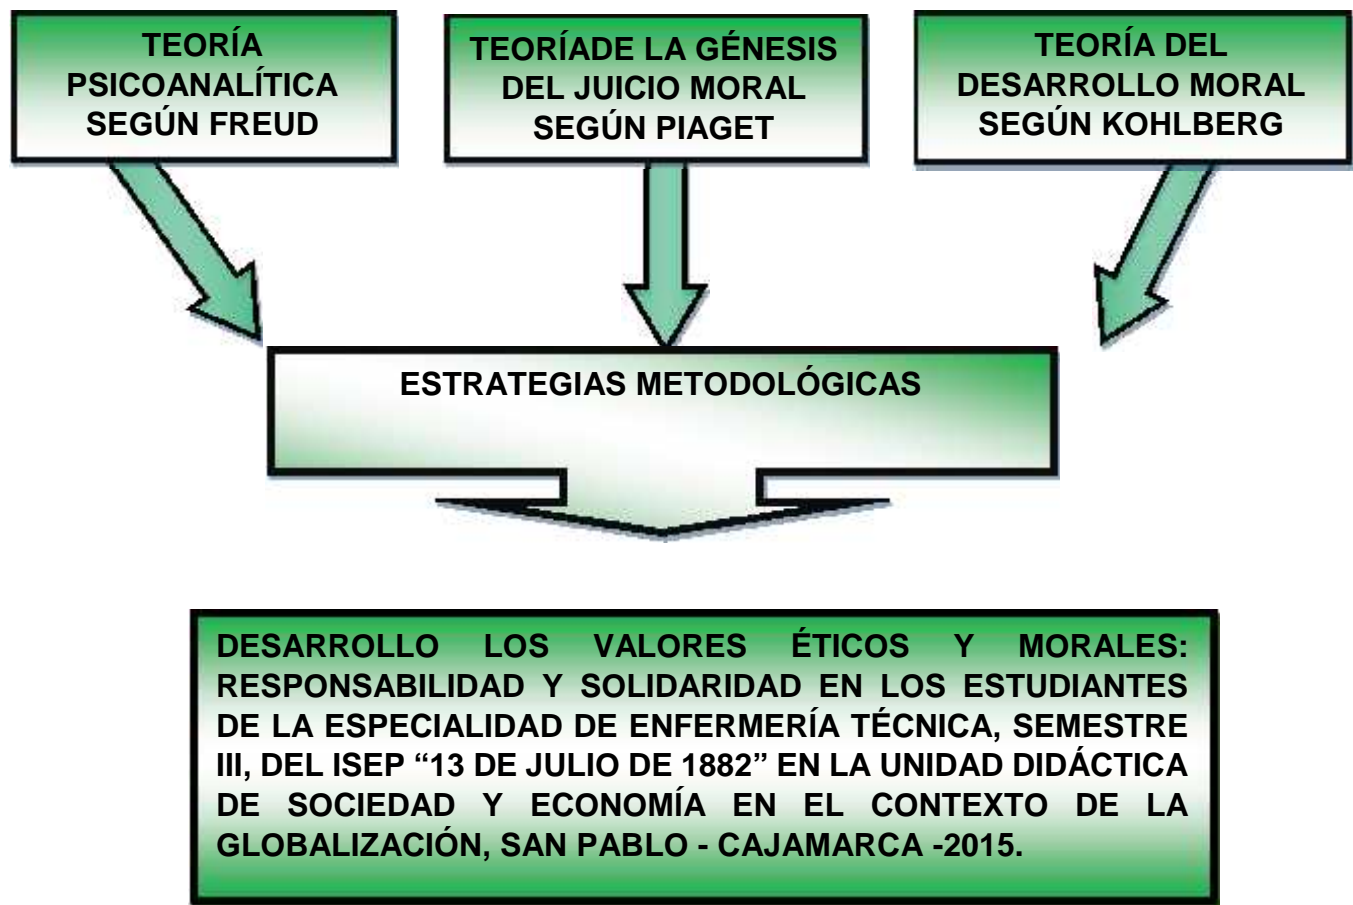 TEORÍA
PSICOANALÍTICA
SEGÚN FREUD
TEORÍADE LA GÉNESIS
DEL JUICIO MORAL
SEGÚN PIAGET
TEORÍA DEL
DESARROLLO MORAL
SEGÚN KOHLBERG
ESTRATEGIAS METODOLÓGICAS
DESARROLLO LOS VALORES ÉTICOS Y MORALES:
RESPONSABILIDAD Y SOLIDARIDAD EN LOS ESTUDIANTES
DE LA ESPECIALIDAD DE ENFERMERÍA TÉCNICA, SEMESTRE
III, DEL ISEP “13 DE JULIO DE 1882” EN LA UNIDAD DIDÁCTICA
DE SOCIEDAD Y ECONOMÍA EN EL CONTEXTO DE LA
GLOBALIZACIÓN, SAN PABLO - CAJAMARCA -2015.